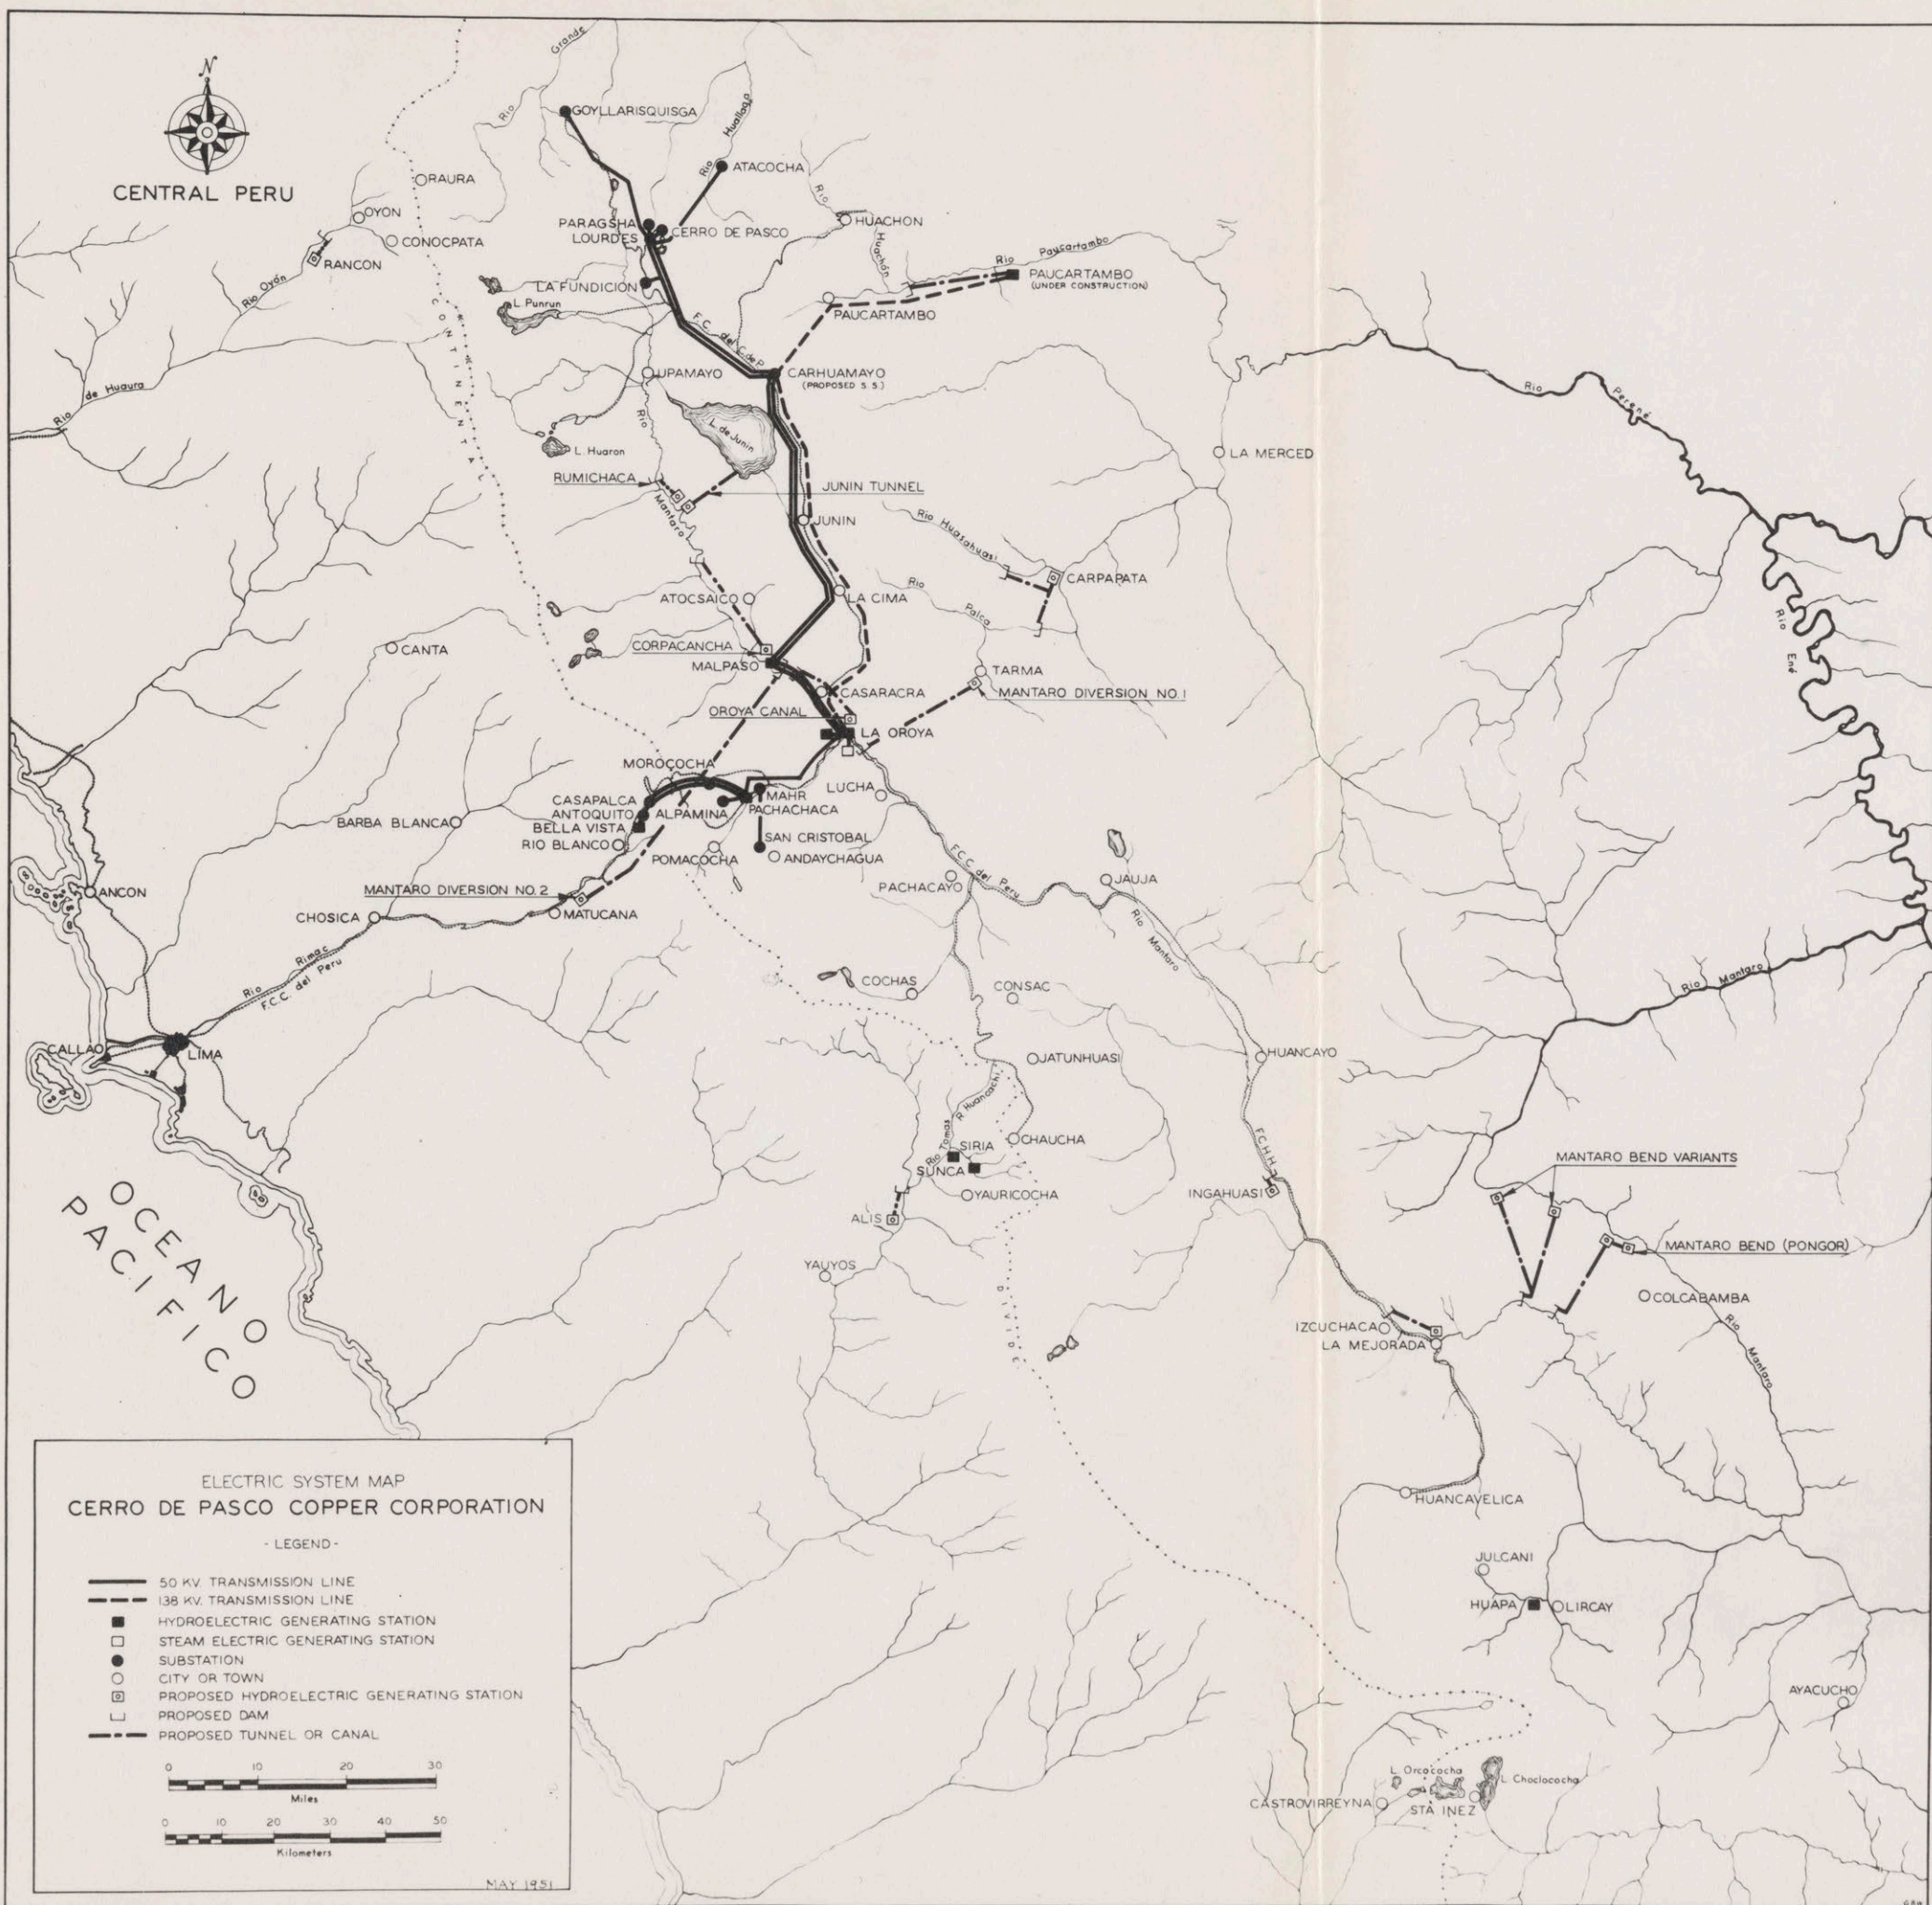 N
CENTRAL PERU
Rio Grande
GOYLLARISQUISGA
Rio Huallaga
ATACOCHA
RAURA
OYON
CONOCPATA
RANCON
Rio Oyón
PARAGSHA
LOURDES
CERRO DE PASCO
Rio
HUACHON
Huachón
Rio Paucartambo
PAUCARTAMBO
(UNDER CONSTRUCTION)
LA FUNDICION
L. Punrun
PAUCARTAMBO
F.C. del C. de P.
CONTINENTAL
UPAMAYO
CARHUAMAYO
(PROPOSED S.S.)
Rio de Huaura
Rio Perené
Rio
L. de Junin
L. Huaron
LA MERCED
RUMICHACA
JUNIN TUNNEL
Mantaro
JUNIN
Rio Huasahuasi
CARPAPATA
ATOCSAICO
LA CIMA
Rio Palca
Rio Ené
CANTA
CORPACANCHA
MALPASO
TARMA
CASARACRA
MANTARO DIVERSION NO. 1
OROYA CANAL
LA OROYA
MOROCOCHA
LUCHA
MAHR
CASAPALCA
ANTOQUITO
ALPAMINA
PACHACHACA
BARBA BLANCA
BELLA VISTA
RIO BLANCO
SAN CRISTOBAL
POMACOCHA
ANDAYCHAGUA
F.C.C. del Peru
ANCON
MANTARO DIVERSION NO. 2
PACHACAYO
JAUJA
CHOSICA
MATUCANA
Rio Mantaro
Rio Rimac
F.C.C. del Peru
COCHAS
CONSAC
Rio Mantaro
CALLAO
LIMA
JATUNHUASI
HUANCAYO
R. Huancachi
Rio Tomas
SIRIA
CHAUCHA
SUNCA
F.C.H.H.
MANTARO BEND VARIANTS
YAURICOCHA
INGAHUASI
ALIS
OCEANO
PACIFICO
MANTARO BEND (PONGOR)
YAUYOS
DIVIDE
COLCABAMBA
IZCUCHACA
LA MEJORADA
Rio Mantaro
HUANCAVELICA
JULCANI
HUAPA
LIRCAY
AYACUCHO
L. Orcococha
L. Choclococha
CASTROVIRREYNA
STA INEZ
ELECTRIC SYSTEM MAP
CERRO DE PASCO COPPER CORPORATION
- LEGEND -
50 KV. TRANSMISSION LINE
138 KV. TRANSMISSION LINE
HYDROELECTRIC GENERATING STATION
STEAM ELECTRIC GENERATING STATION
SUBSTATION
CITY OR TOWN
PROPOSED HYDROELECTRIC GENERATING STATION
PROPOSED DAM
PROPOSED TUNNEL OR CANAL
0 10 20 30
Miles
0 10 20 30 40 50
Kilometers
MAY 1951